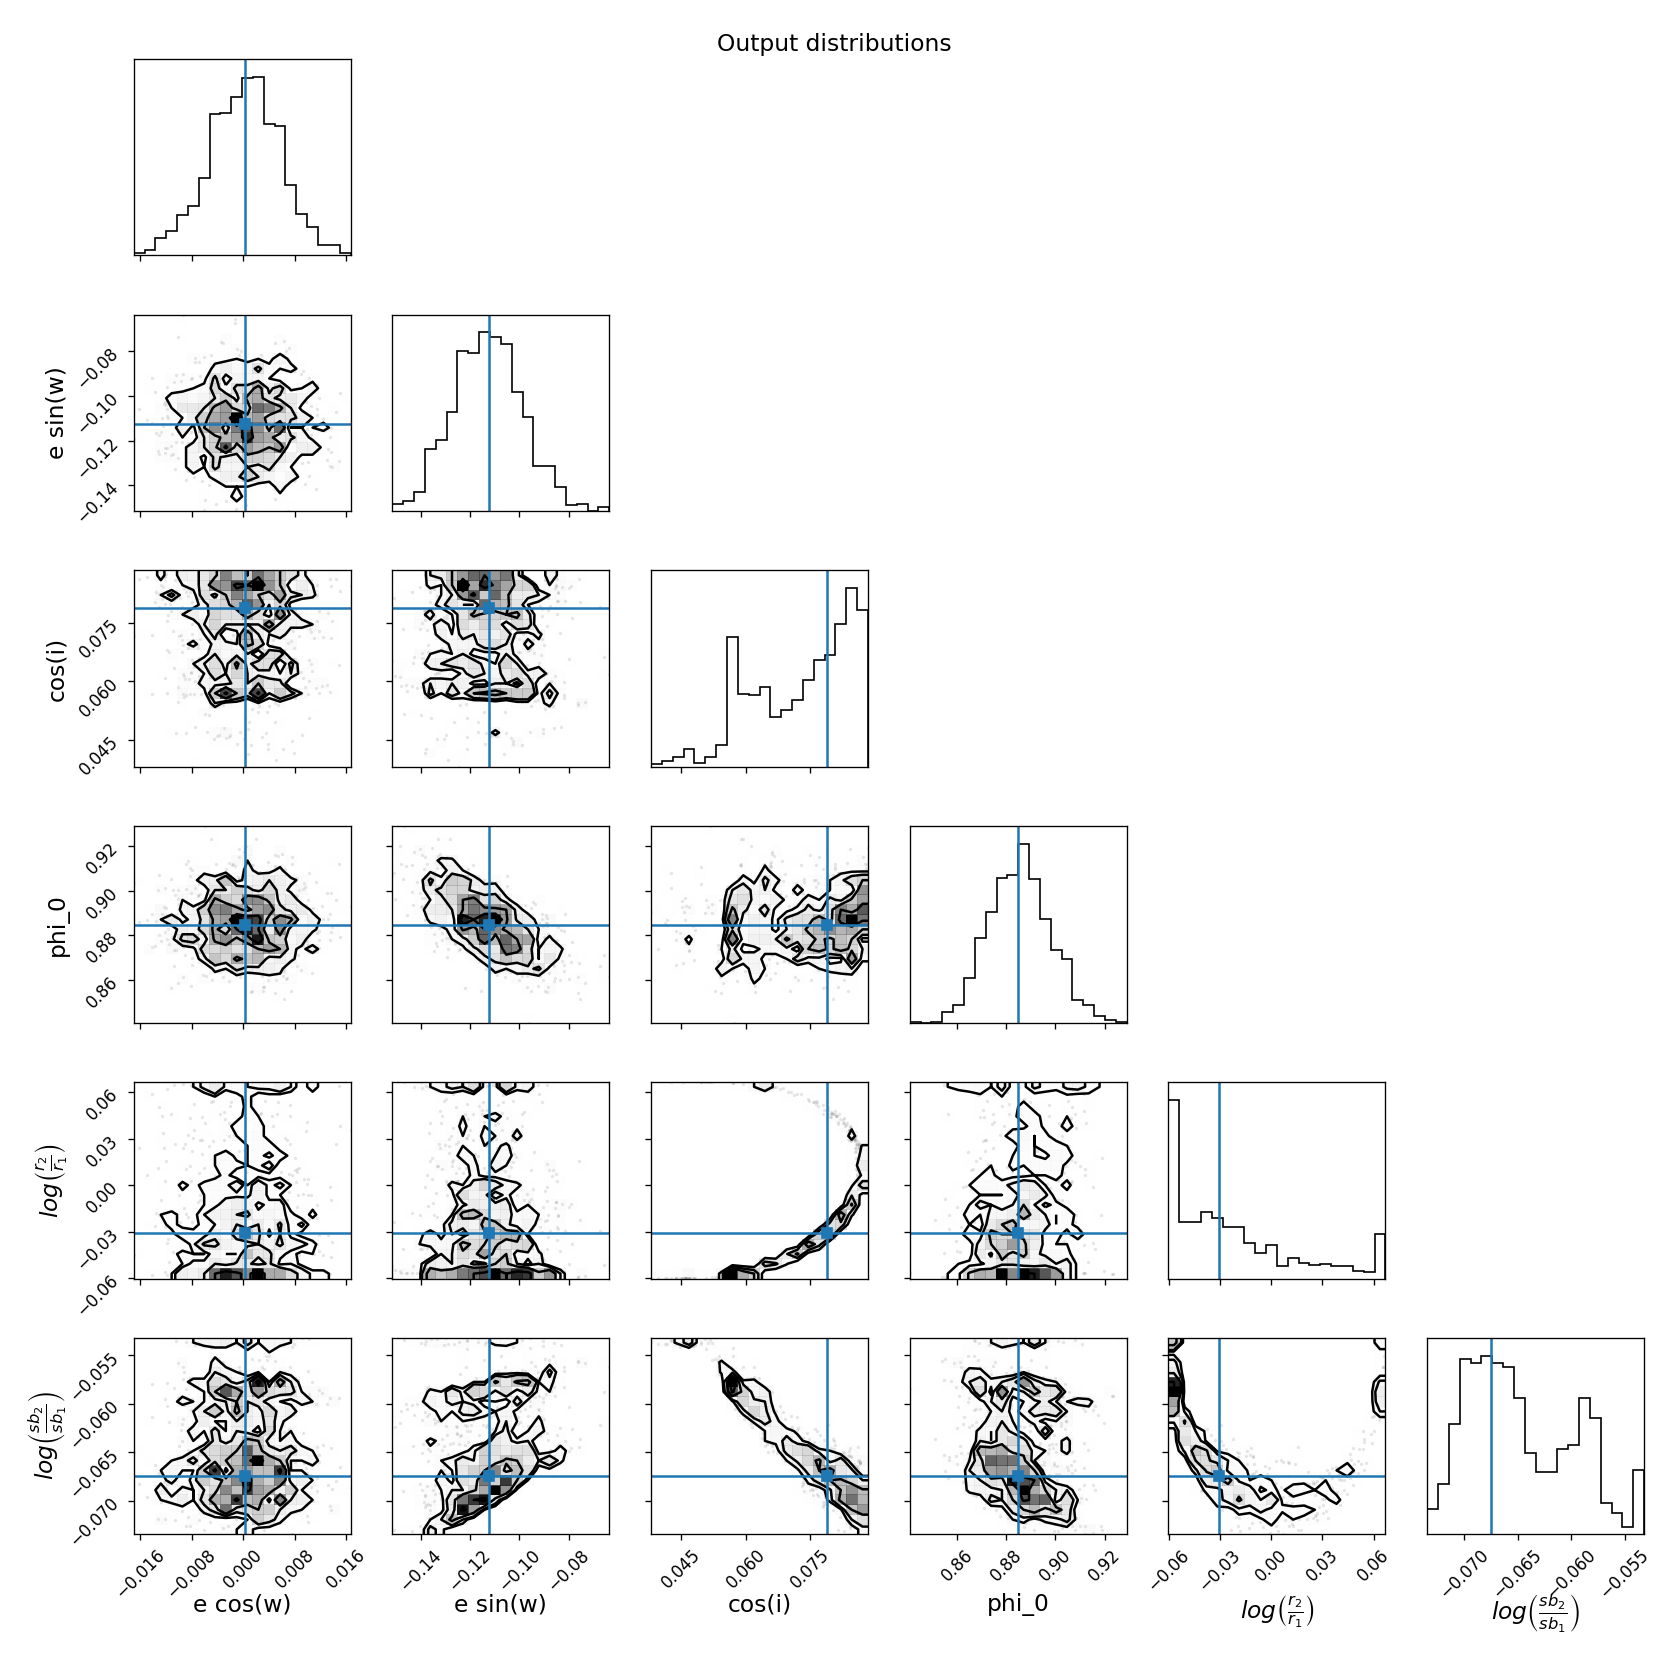 Output distributions
e sin(w)
−0.08
−0.10
−0.12
−0.14
cos(i)
0.075
0.060
0.045
phi_0
0.92
0.90
0.88
0.86
log(r₂/r₁)
0.06
0.03
0.00
−0.03
−0.06
log(sb₂/sb₁)
−0.055
−0.060
−0.065
−0.070
−0.016 −0.008 0.000 0.008 0.016
−0.14 −0.12 −0.10 −0.08
0.045 0.060 0.075
0.86 0.88 0.90 0.92
−0.06 −0.03 0.00 0.03 0.06
−0.070 −0.065 −0.060 −0.055
e cos(w)
e sin(w)
cos(i)
phi_0
log(r₂/r₁)
log(sb₂/sb₁)